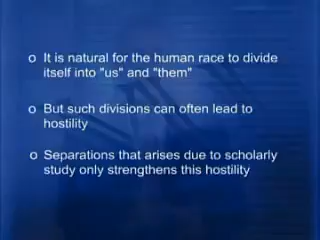 o It is natural for the human race to divide
itself into "us" and "them"
o But such divisions can often lead to
hostility
o Separations that arises due to scholarly
study only strengthens this hostility